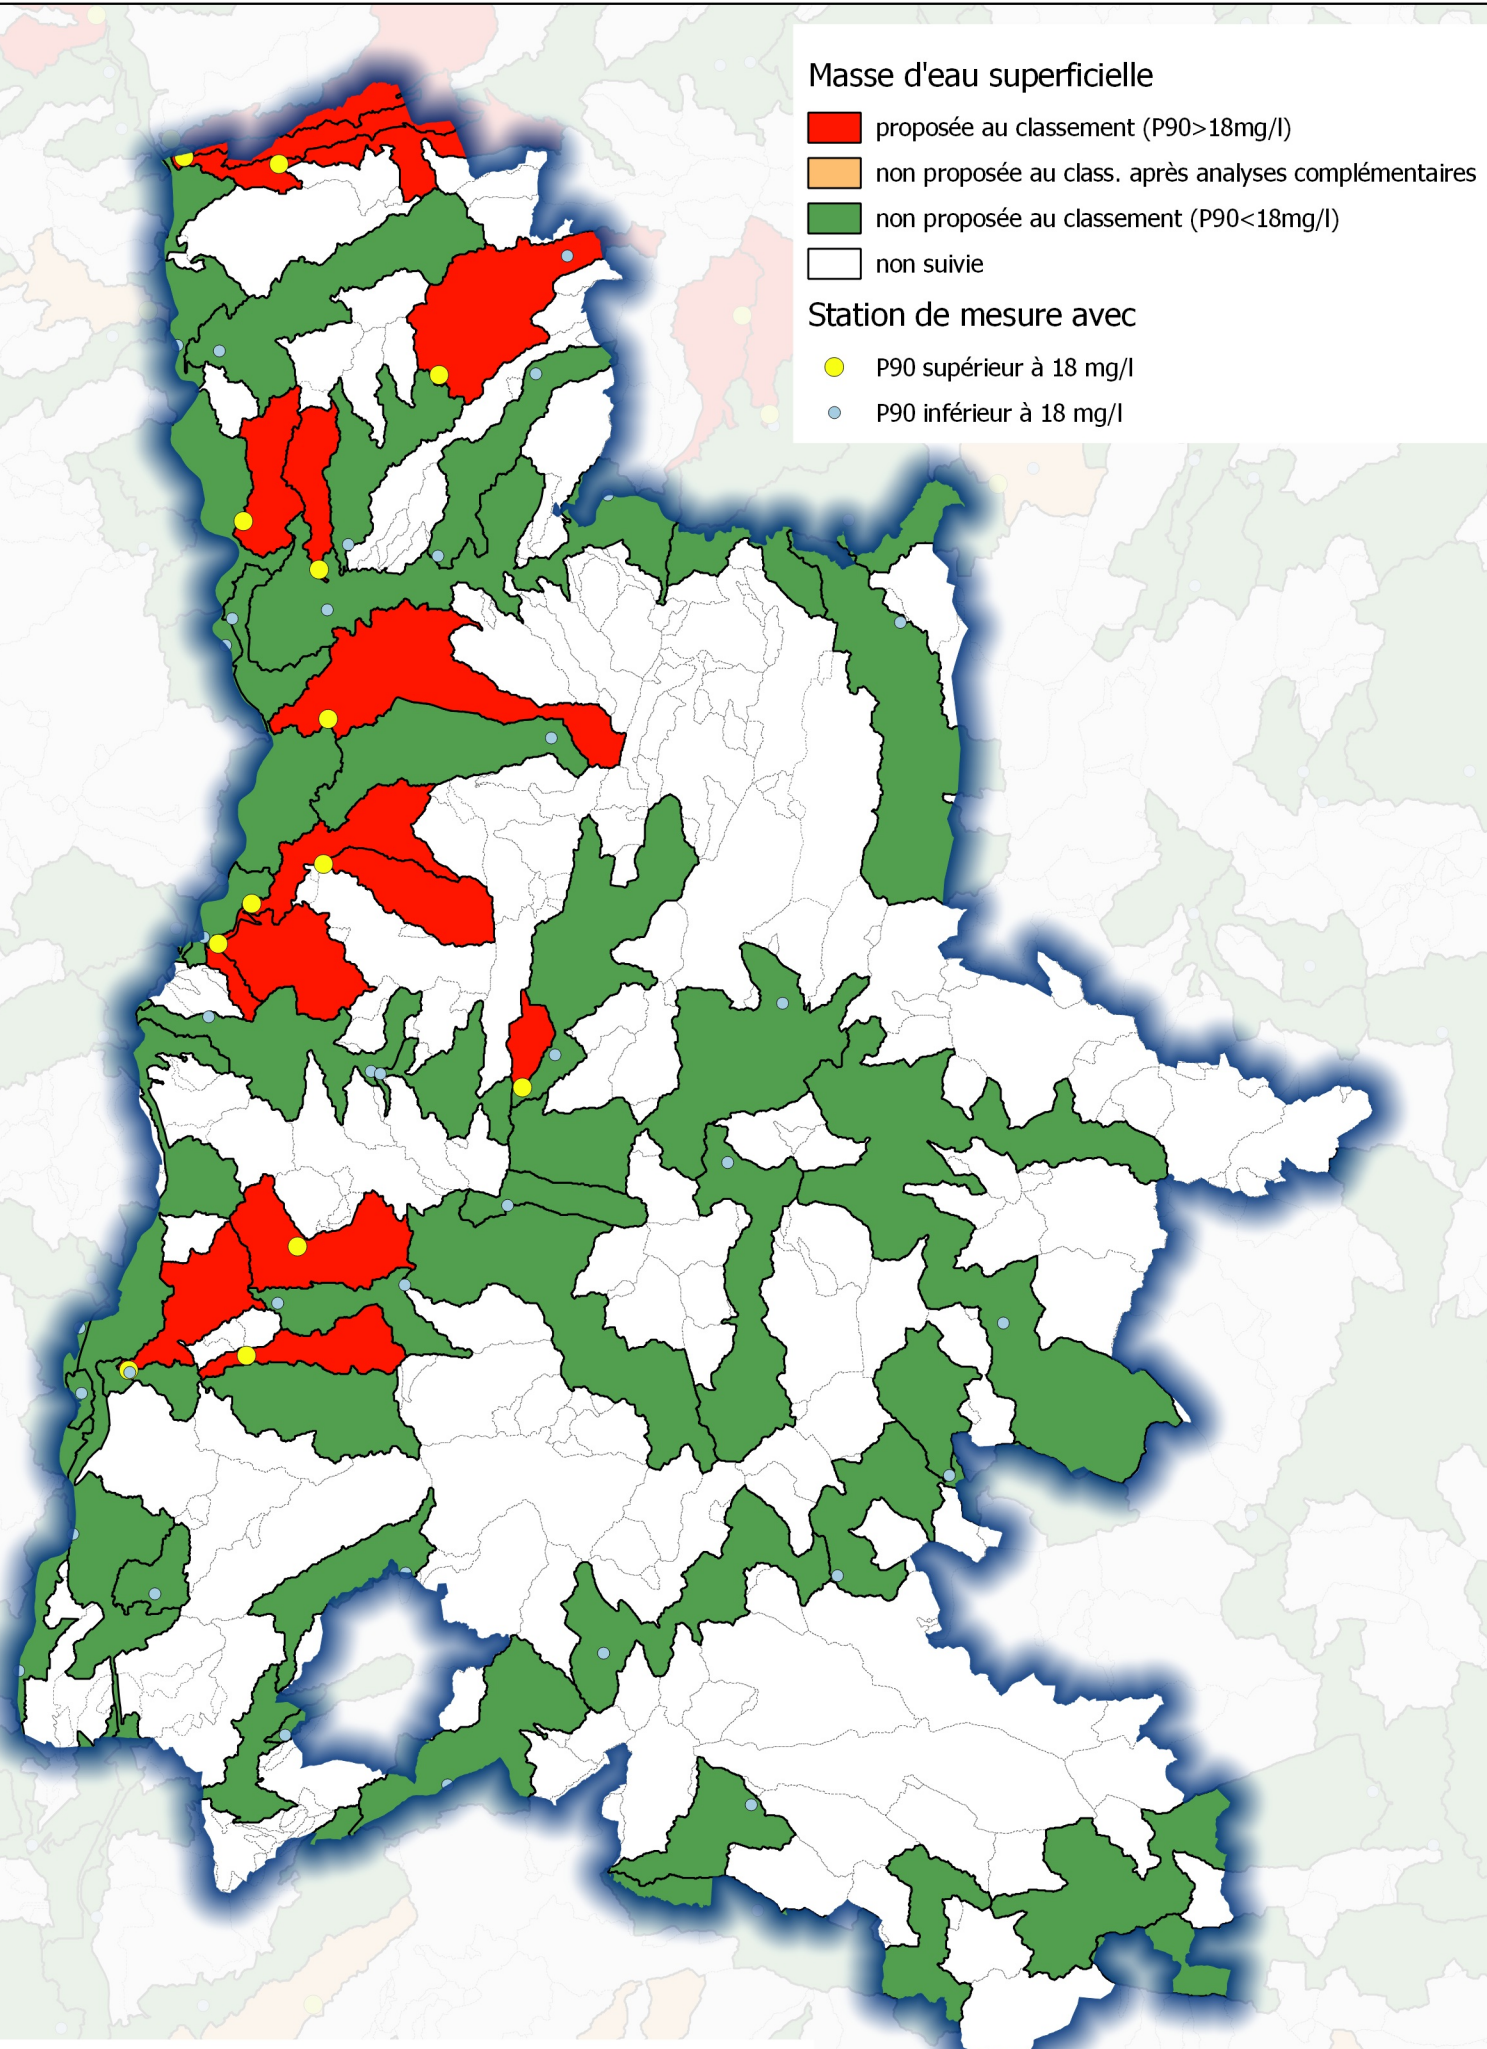 Masse d'eau superficielle
proposée au classement (P90>18mg/l)
non proposée au class. après analyses complémentaires
non proposée au classement (P90<18mg/l)
non suivie
Station de mesure avec
P90 supérieur à 18 mg/l
P90 inférieur à 18 mg/l